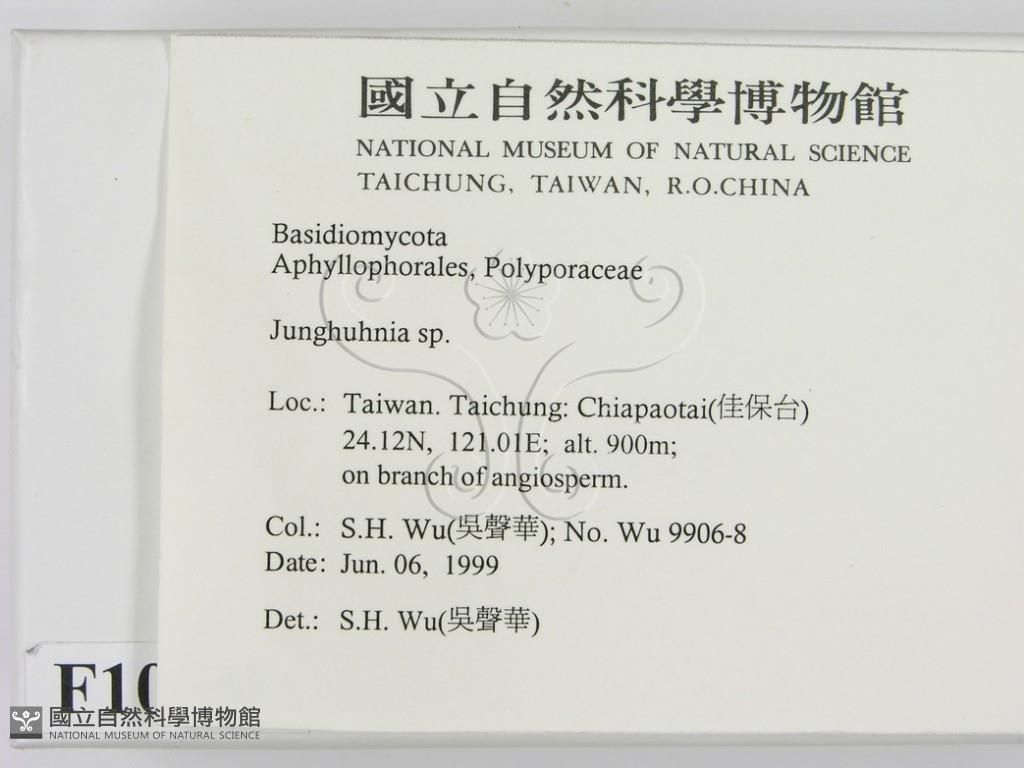 國立自然科學博物館
NATIONAL MUSEUM OF NATURAL SCIENCE
TAICHUNG, TAIWAN, R.O.CHINA
Basidiomycota
Aphyllophorales, Polyporaceae
Junghuhnia sp.
Loc.: Taiwan. Taichung: Chiapaotai(佳保台)
24.12N, 121.01E; alt. 900m;
on branch of angiosperm.
Col.: S.H. Wu(吳聲華); No. Wu 9906-8
Date: Jun. 06, 1999
Det.: S.H. Wu(吳聲華)
F10
國立自然科學博物館
NATIONAL MUSEUM OF NATURAL SCIENCE